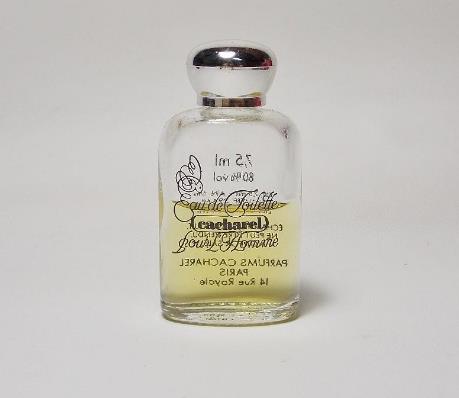 7,5 ml
80 % vol
Eau de Toilette
(cacharel)
pour L'Homme
PARFUMS CACHAREL
PARIS
14 Rue Royale